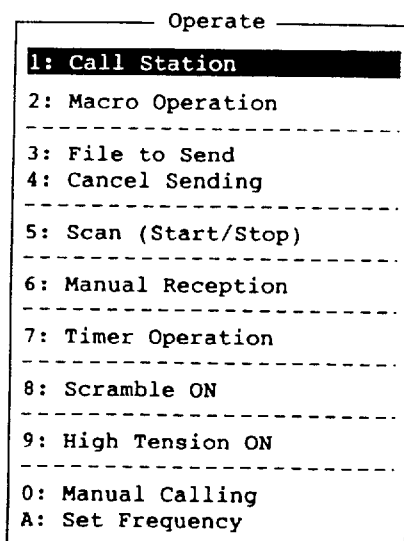 Operate
1: Call Station
2: Macro Operation
3: File to Send
4: Cancel Sending
5: Scan (Start/Stop)
6: Manual Reception
7: Timer Operation
8: Scramble ON
9: High Tension ON
0: Manual Calling
A: Set Frequency